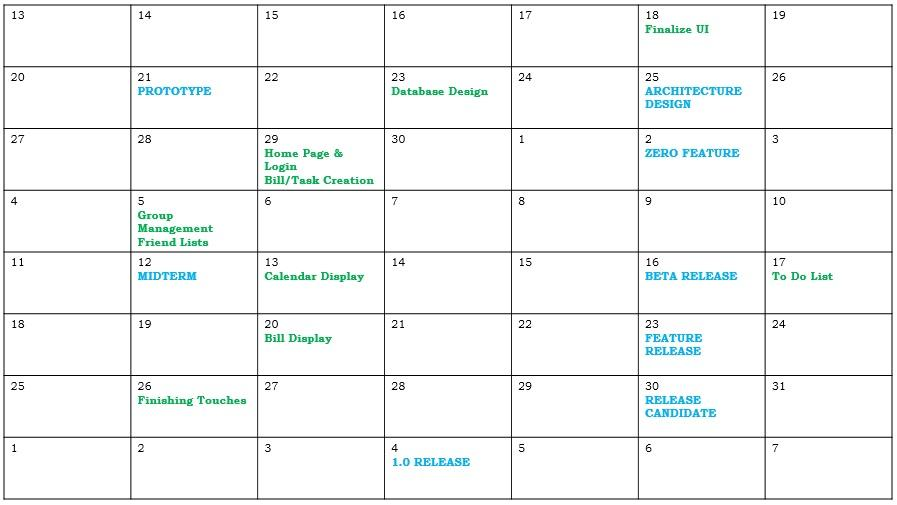 13 14 15 16 17 18 19
Finalize UI
20 21 22 23 24 25 26
PROTOTYPE Database Design ARCHITECTURE
DESIGN
27 28 29 30 1 2 3
Home Page & ZERO FEATURE
Login
Bill/Task Creation
4 5 6 7 8 9 10
Group
Management
Friend Lists
11 12 13 14 15 16 17
MIDTERM Calendar Display BETA RELEASE To Do List
18 19 20 21 22 23 24
Bill Display FEATURE
RELEASE
25 26 27 28 29 30 31
Finishing Touches RELEASE
CANDIDATE
1 2 3 4 5 6 7
1.0 RELEASE